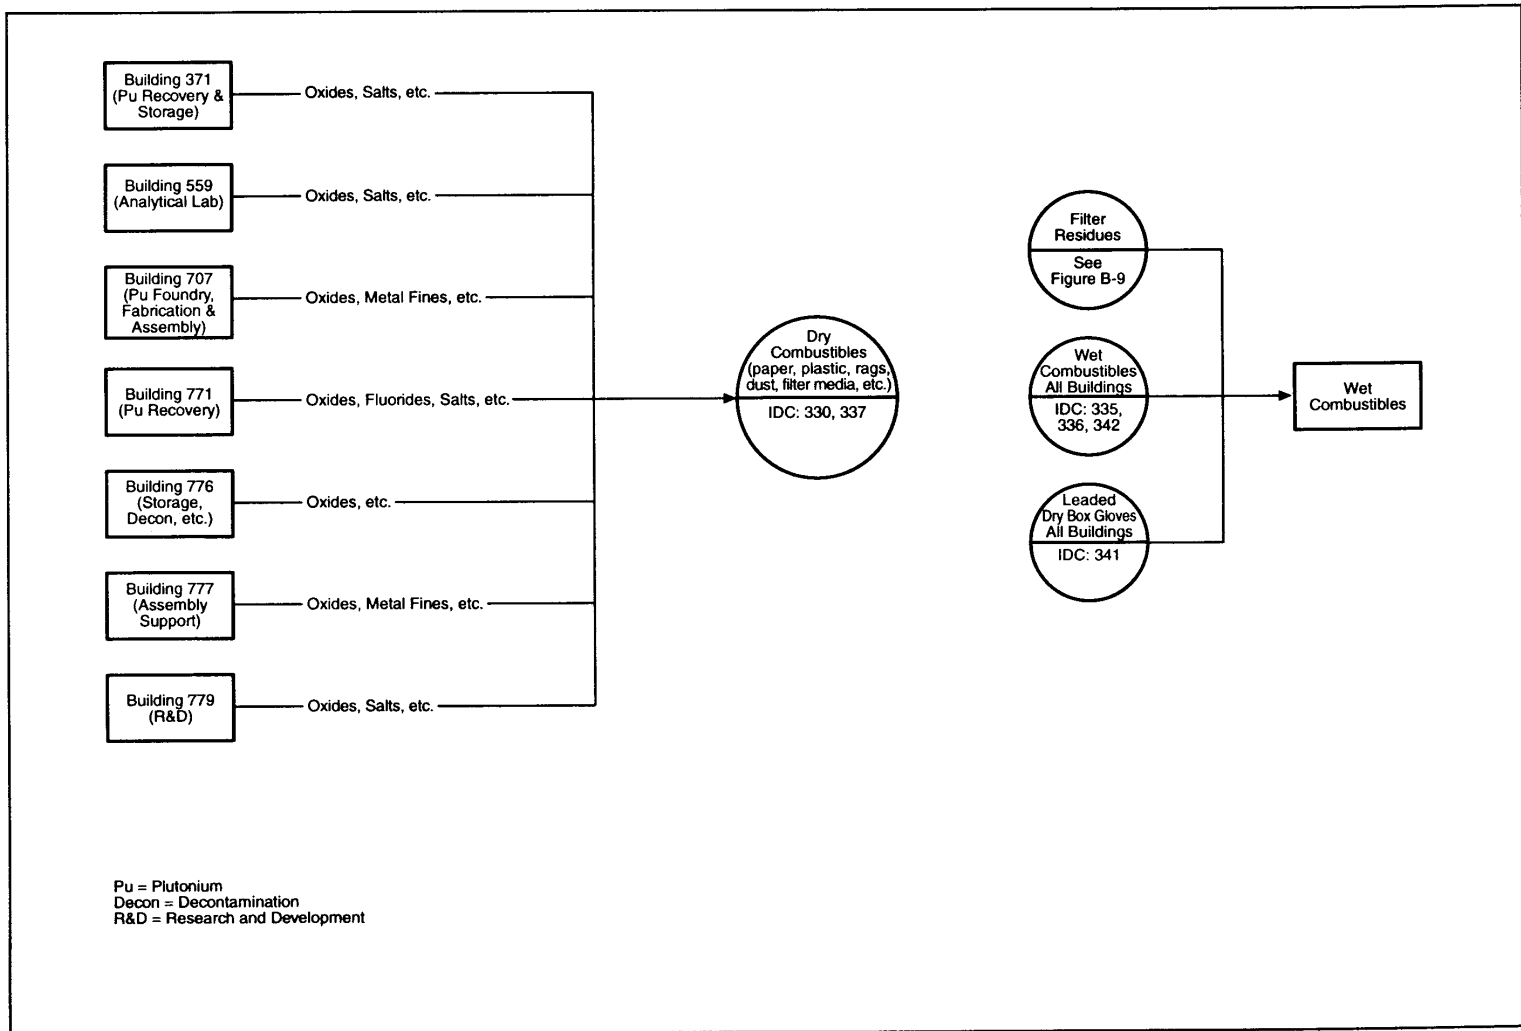 Building 371
(Pu Recovery &
Storage)
Oxides, Salts, etc.
Building 559
(Analytical Lab)
Oxides, Salts, etc.
Building 707
(Pu Foundry,
Fabrication &
Assembly)
Oxides, Metal Fines, etc.
Building 771
(Pu Recovery)
Oxides, Fluorides, Salts, etc.
Building 776
(Storage,
Decon, etc.)
Oxides, etc.
Building 777
(Assembly
Support)
Oxides, Metal Fines, etc.
Building 779
(R&D)
Oxides, Salts, etc.
Dry
Combustibles
(paper, plastic, rags,
dust, filter media, etc.)
IDC: 330, 337
Filter
Residues
See
Figure B-9
Wet
Combustibles
All Buildings
IDC: 335,
336, 342
Leaded
Dry Box Gloves
All Buildings
IDC: 341
Wet
Combustibles
Pu = Plutonium
Decon = Decontamination
R&D = Research and Development